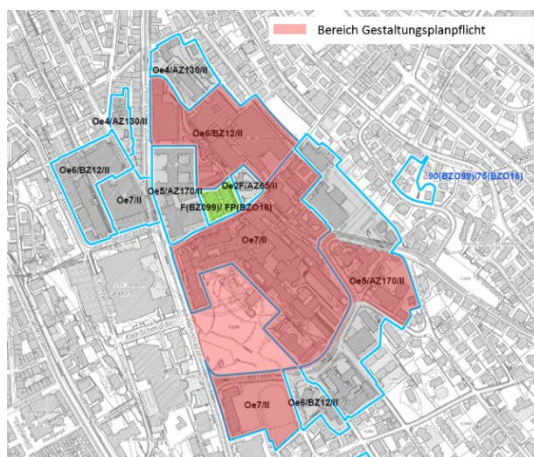 Bereich Gestaltungsplanpflicht
Oe4/AZ130/II
Oe4/AZ130/II
Oe6/BZ12/II
Oe6/BZ12/II
Oe7/II
Oe5/AZ170/II
Oe2F/AZ65/II
F(BZ099)/ FP(BZO16)
90(BZO99)/75(BZO16)
Oe7/II
Oe5/AZ170/II
Oe7/II
Oe6/BZ12/II